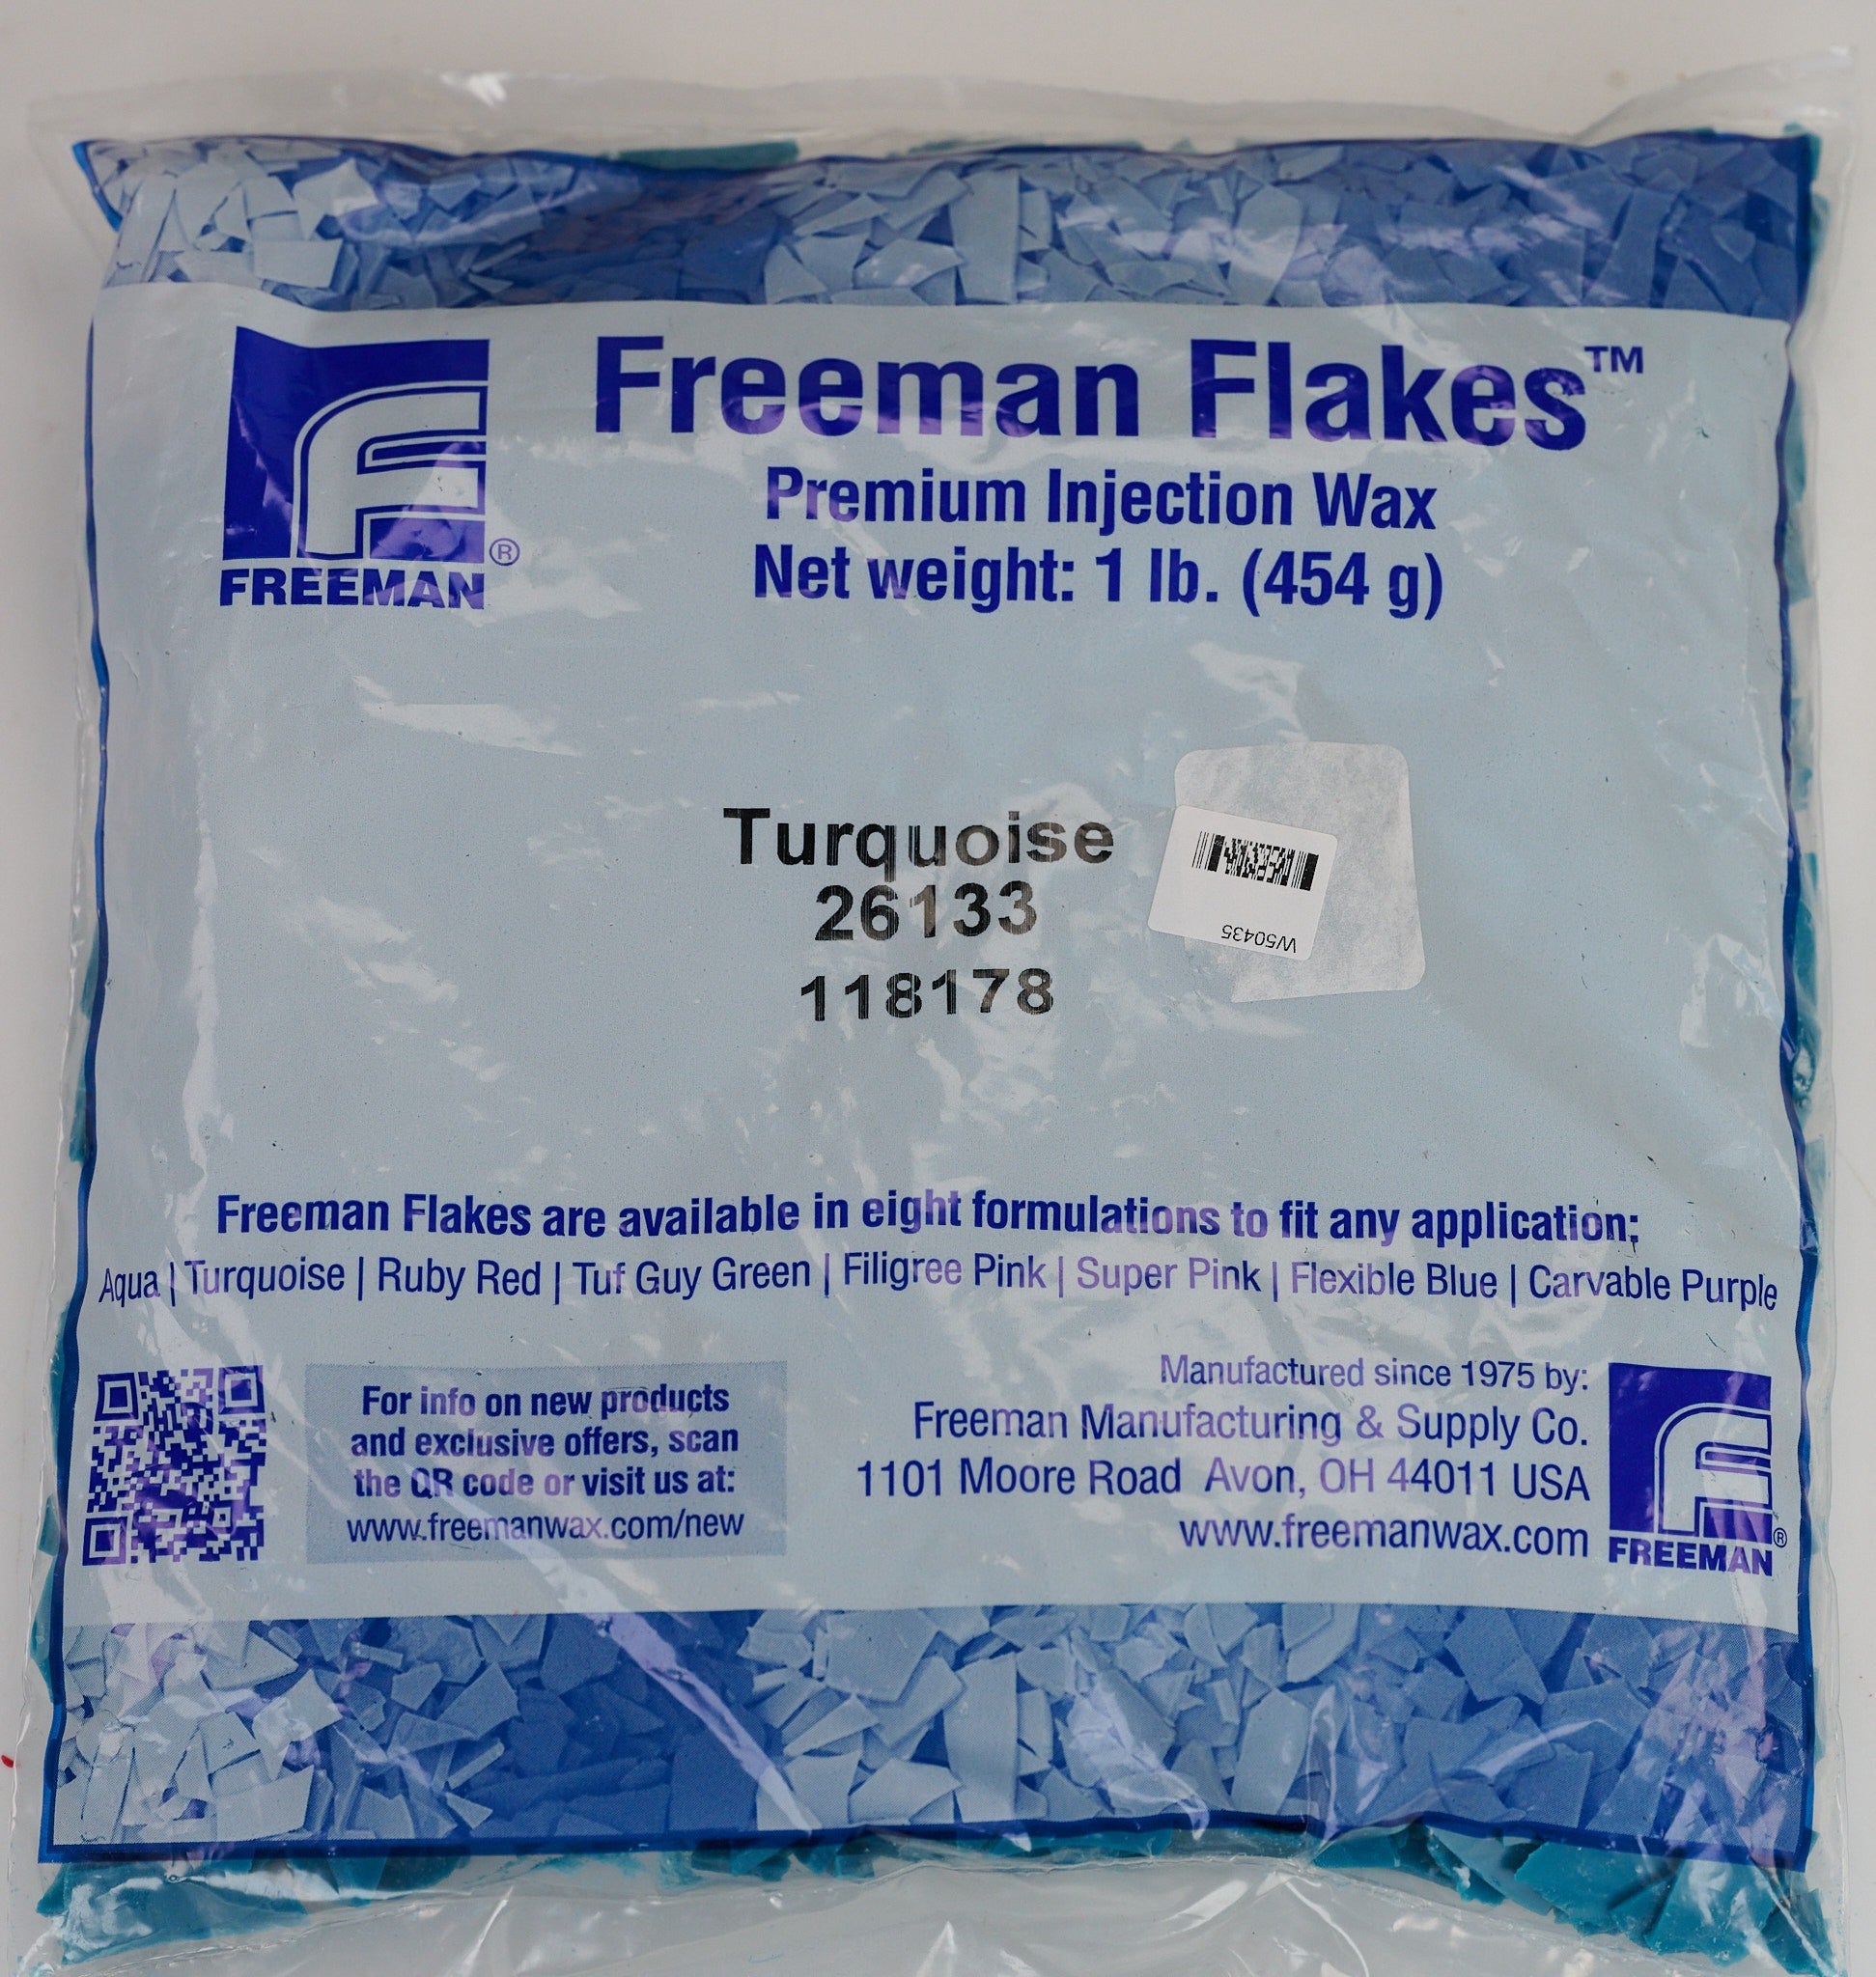 Freeman Flakes™
Premium Injection Wax
Net weight: 1 lb. (454 g)
®
FREEMAN
Turquoise
26133
118178
W50435
Freeman Flakes are available in eight formulations to fit any application:
Aqua | Turquoise | Ruby Red | Tuf Guy Green | Filigree Pink | Super Pink | Flexible Blue | Carvable Purple
For info on new products
and exclusive offers, scan
the QR code or visit us at:
www.freemanwax.com/new
Manufactured since 1975 by:
Freeman Manufacturing & Supply Co.
1101 Moore Road Avon, OH 44011 USA
www.freemanwax.com
®
FREEMAN